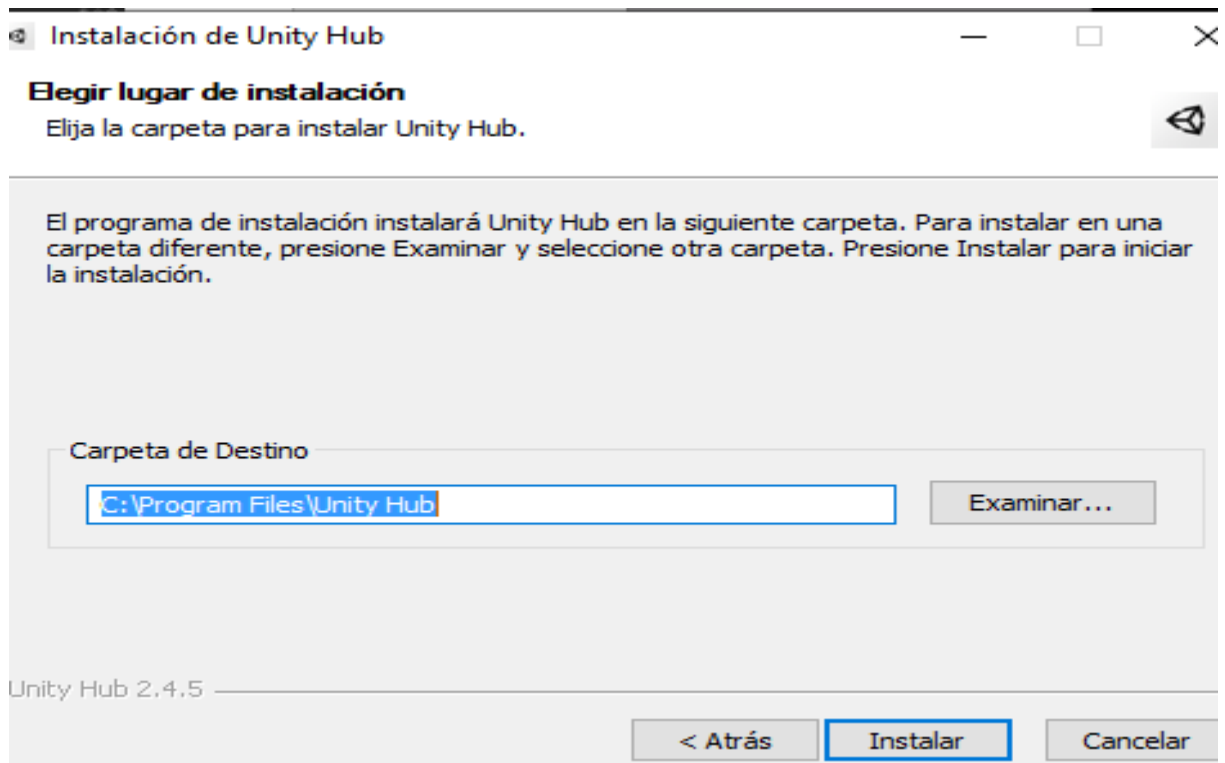 Instalación de Unity Hub
Elegir lugar de instalación
Elija la carpeta para instalar Unity Hub.
El programa de instalación instalará Unity Hub en la siguiente carpeta. Para instalar en una
carpeta diferente, presione Examinar y seleccione otra carpeta. Presione Instalar para iniciar
la instalación.
Carpeta de Destino
C:\Program Files\Unity Hub
Examinar...
Unity Hub 2.4.5
< Atrás
Instalar
Cancelar